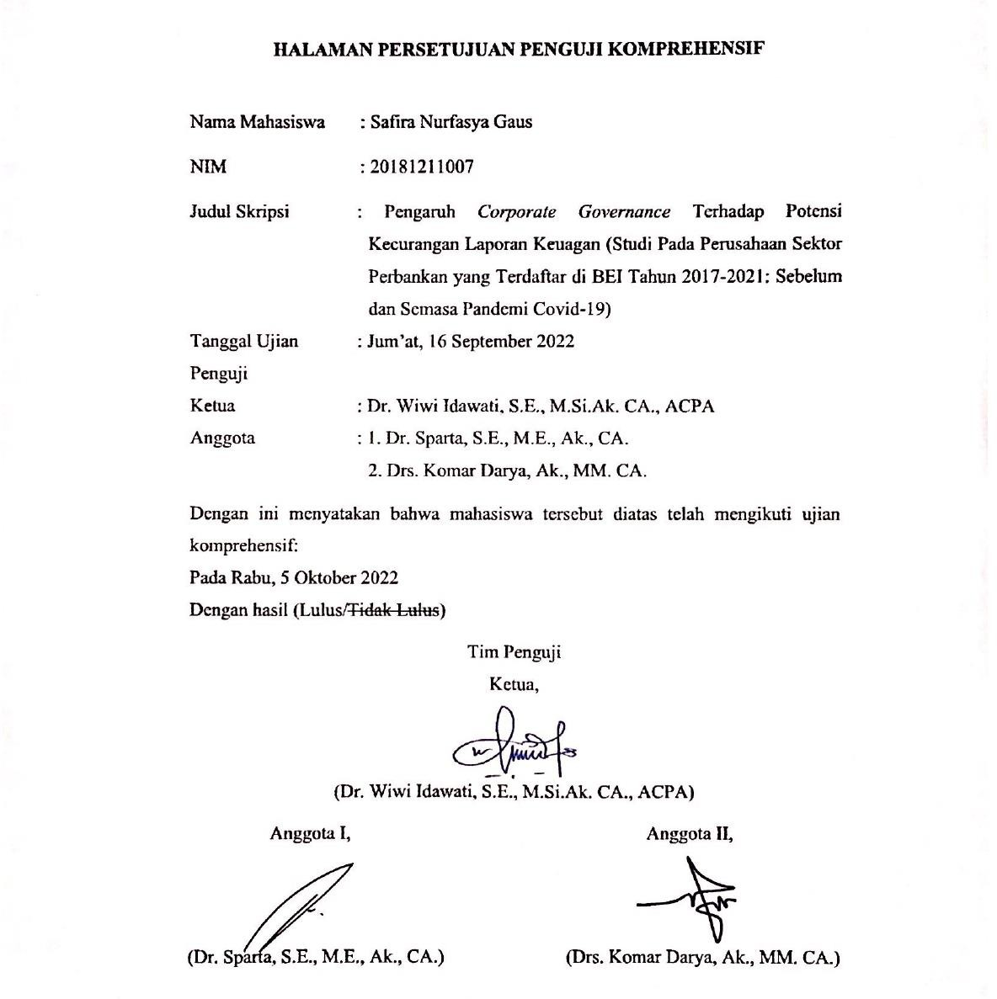 HALAMAN PERSETUJUAN PENGUJI KOMPREHENSIF
Nama Mahasiswa : Safira Nurfasya Gaus
NIM : 20181211007
Judul Skripsi : Pengaruh Corporate Governance Terhadap Potensi
Kecurangan Laporan Keuagan (Studi Pada Perusahaan Sektor
Perbankan yang Terdaftar di BEI Tahun 2017-2021: Sebelum
dan Semasa Pandemi Covid-19)
Tanggal Ujian : Jum'at, 16 September 2022
Penguji
Ketua : Dr. Wiwi Idawati, S.E., M.Si.Ak. CA., ACPA
Anggota : 1. Dr. Sparta, S.E., M.E., Ak., CA.
2. Drs. Komar Darya, Ak., MM. CA.
Dengan ini menyatakan bahwa mahasiswa tersebut diatas telah mengikuti ujian
komprehensif:
Pada Rabu, 5 Oktober 2022
Dengan hasil (Lulus/Tidak Lulus)
Tim Penguji
Ketua,
(Dr. Wiwi Idawati, S.E., M.Si.Ak. CA., ACPA)
Anggota I, Anggota II,
(Dr. Sparta, S.E., M.E., Ak., CA.) (Drs. Komar Darya, Ak., MM. CA.)